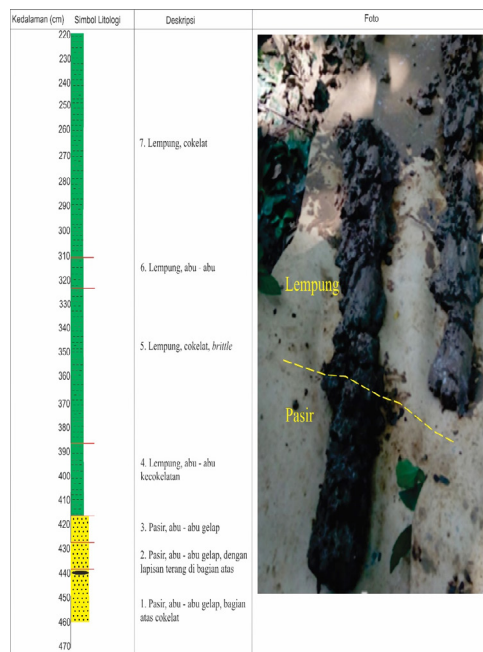 Kedalaman (cm)
Simbol Litologi
Deskripsi
Foto
220
230
240
250
260
270
280
290
300
310
320
330
340
350
360
370
380
390
400
410
420
430
440
450
460
470
7. Lempung, cokelat
6. Lempung, abu - abu
5. Lempung, cokelat, brittle
4. Lempung, abu - abu
kecokelatan
3. Pasir, abu - abu gelap
2. Pasir, abu - abu gelap, dengan
lapisan terang di bagian atas
1. Pasir, abu - abu gelap, bagian
atas cokelat
Lempung
Pasir